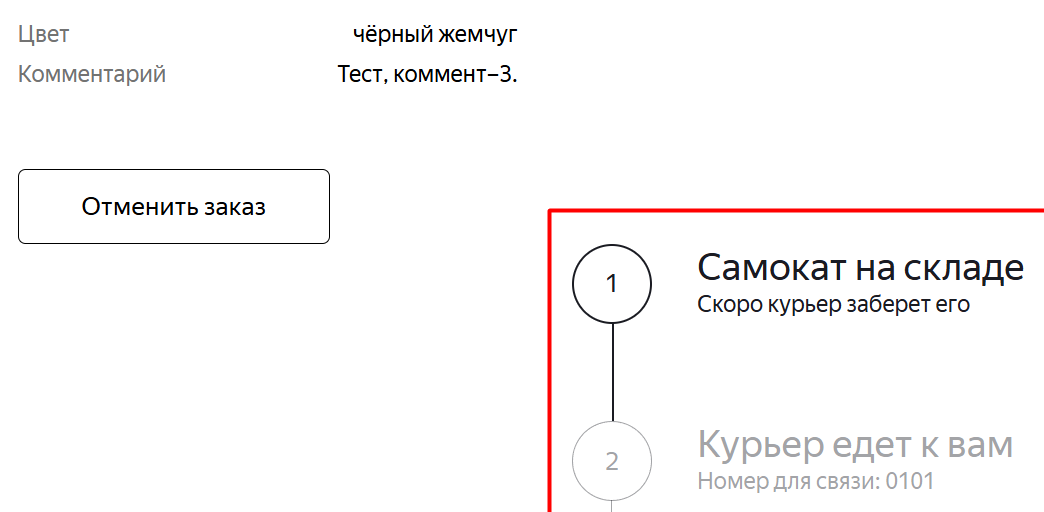 Цвет чёрный жемчуг
Комментарий Тест, коммент–3.
Отменить заказ
1 Самокат на складе
Скоро курьер заберет его
2 Курьер едет к вам
Номер для связи: 0101